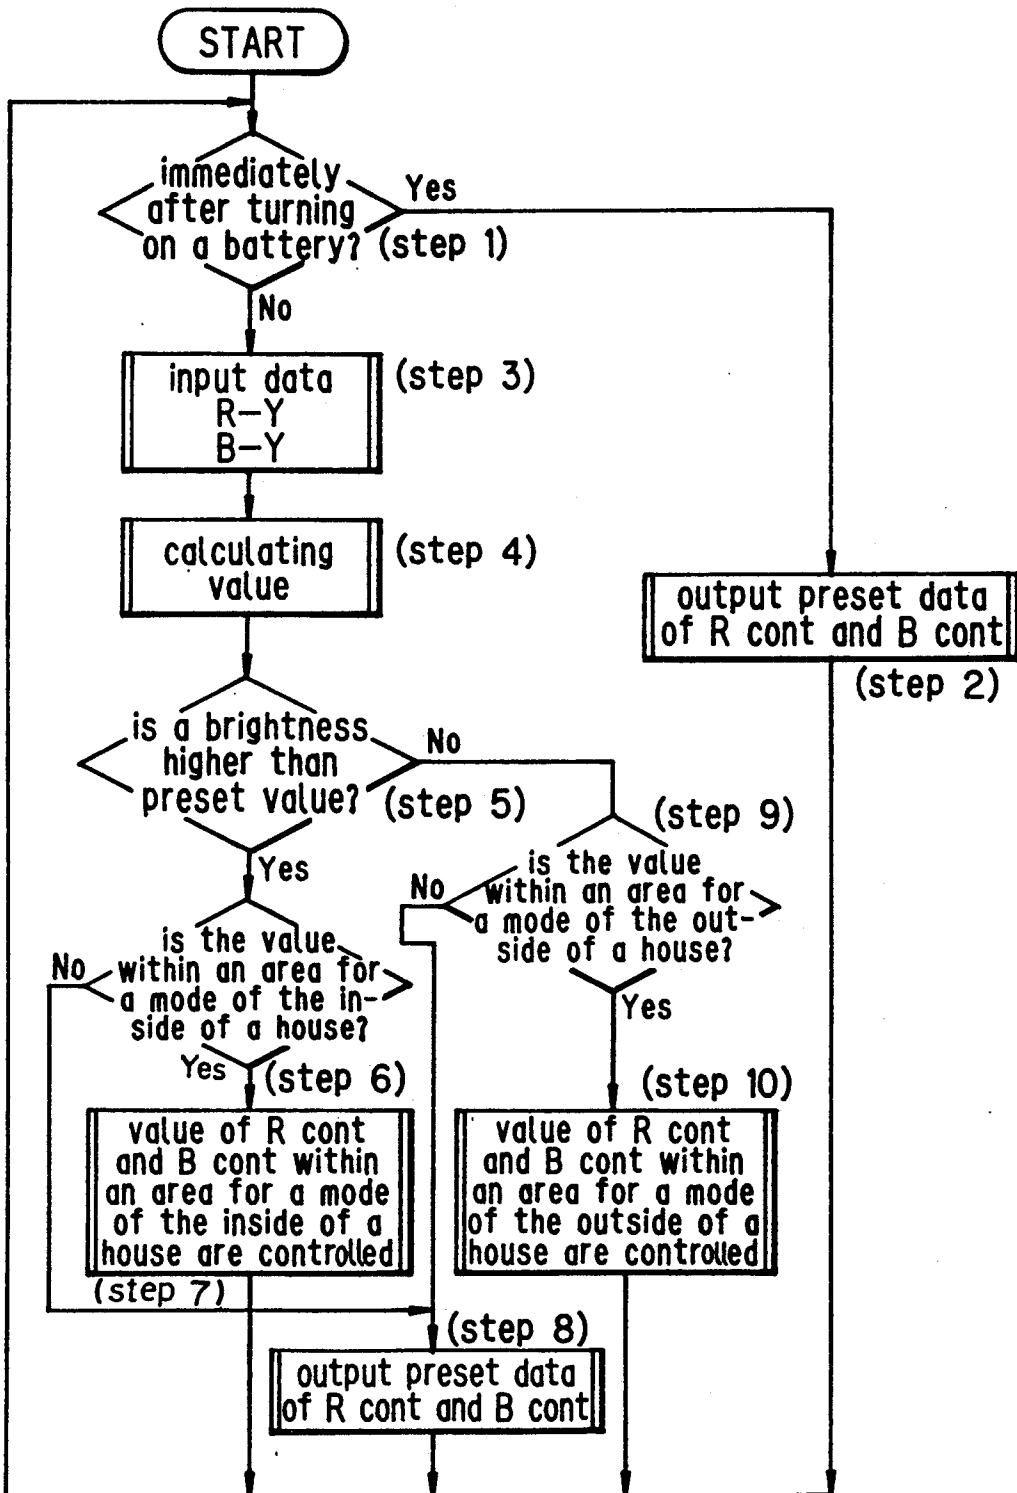 START
immediately
after turning
on a battery?
(step 1)
Yes
No
input data
R-Y
B-Y
(step 3)
calculating
value
(step 4)
output preset data
of R cont and B cont
(step 2)
is a brightness
higher than
preset value?
(step 5)
No
Yes
(step 9)
is the value
within an area for
a mode of the out-
side of a house?
No
Yes
is the value
within an area for
a mode of the in-
side of a house?
No
Yes
(step 6)
(step 10)
value of R cont
and B cont within
an area for a mode
of the inside of a
house are controlled
(step 7)
value of R cont
and B cont within
an area for a mode
of the outside of a
house are controlled
(step 8)
output preset data
of R cont and B cont